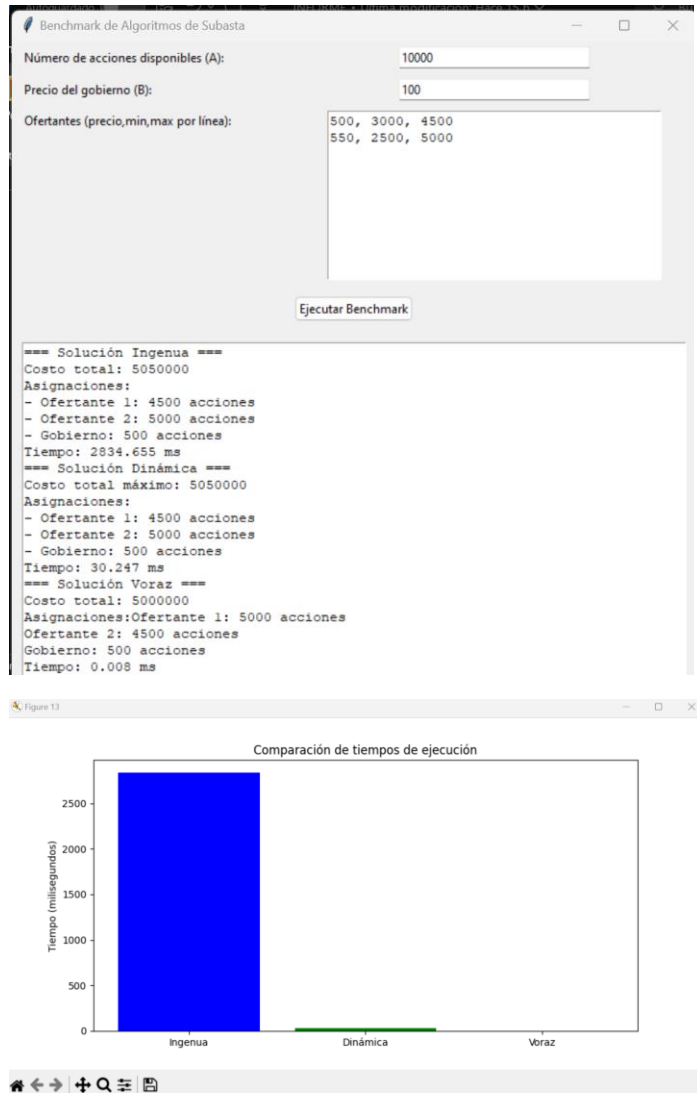 Benchmark de Algoritmos de Subasta
Número de acciones disponibles (A):
10000
Precio del gobierno (B):
100
Ofertantes (precio,min,max por línea):
500, 3000, 4500
550, 2500, 5000
Ejecutar Benchmark
=== Solución Ingenua ===
Costo total: 5050000
Asignaciones:
- Ofertante 1: 4500 acciones
- Ofertante 2: 5000 acciones
- Gobierno: 500 acciones
Tiempo: 2834.655 ms
=== Solución Dinámica ===
Costo total máximo: 5050000
Asignaciones:
- Ofertante 1: 4500 acciones
- Ofertante 2: 5000 acciones
- Gobierno: 500 acciones
Tiempo: 30.247 ms
=== Solución Voraz ===
Costo total: 5000000
Asignaciones:Ofertante 1: 5000 acciones
Ofertante 2: 4500 acciones
Gobierno: 500 acciones
Tiempo: 0.008 ms
Figure 13
Comparación de tiempos de ejecución
Tiempo (milisegundos)
2500
2000
1500
1000
500
0
Ingenua
Dinámica
Voraz